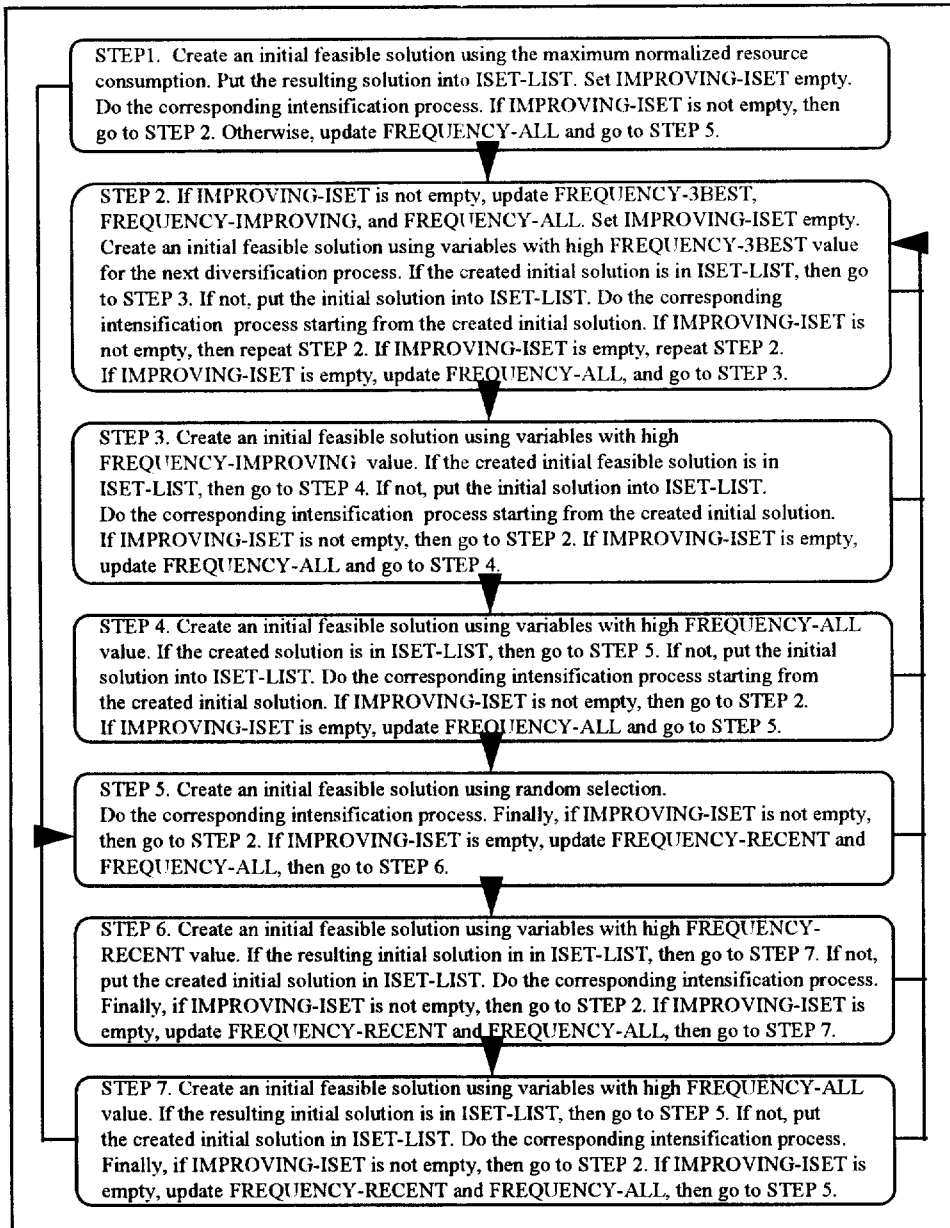 STEP1. Create an initial feasible solution using the maximum normalized resource
consumption. Put the resulting solution into ISET-LIST. Set IMPROVING-ISET empty.
Do the corresponding intensification process. If IMPROVING-ISET is not empty, then
go to STEP 2. Otherwise, update FREQUENCY-ALL and go to STEP 5.
STEP 2. If IMPROVING-ISET is not empty, update FREQUENCY-3BEST,
FREQUENCY-IMPROVING, and FREQUENCY-ALL. Set IMPROVING-ISET empty.
Create an initial feasible solution using variables with high FREQUENCY-3BEST value
for the next diversification process. If the created initial solution is in ISET-LIST, then go
to STEP 3. If not, put the initial solution into ISET-LIST. Do the corresponding
intensification process starting from the created initial solution. If IMPROVING-ISET is
not empty, then repeat STEP 2. If IMPROVING-ISET is empty, repeat STEP 2.
If IMPROVING-ISET is empty, update FREQUENCY-ALL, and go to STEP 3.
STEP 3. Create an initial feasible solution using variables with high
FREQUENCY-IMPROVING value. If the created initial feasible solution is in
ISET-LIST, then go to STEP 4. If not, put the initial solution into ISET-LIST.
Do the corresponding intensification process starting from the created initial solution.
If IMPROVING-ISET is not empty, then go to STEP 2. If IMPROVING-ISET is empty,
update FREQUENCY-ALL and go to STEP 4.
STEP 4. Create an initial feasible solution using variables with high FREQUENCY-ALL
value. If the created solution is in ISET-LIST, then go to STEP 5. If not, put the initial
solution into ISET-LIST. Do the corresponding intensification process starting from
the created initial solution. If IMPROVING-ISET is not empty, then go to STEP 2.
If IMPROVING-ISET is empty, update FREQUENCY-ALL and go to STEP 5.
STEP 5. Create an initial feasible solution using random selection.
Do the corresponding intensification process. Finally, if IMPROVING-ISET is not empty,
then go to STEP 2. If IMPROVING-ISET is empty, update FREQUENCY-RECENT and
FREQUENCY-ALL, then go to STEP 6.
STEP 6. Create an initial feasible solution using variables with high FREQUENCY-
RECENT value. If the resulting initial solution in in ISET-LIST, then go to STEP 7. If not,
put the created initial solution in ISET-LIST. Do the corresponding intensification process.
Finally, if IMPROVING-ISET is not empty, then go to STEP 2. If IMPROVING-ISET is
empty, update FREQUENCY-RECENT and FREQUENCY-ALL, then go to STEP 7.
STEP 7. Create an initial feasible solution using variables with high FREQUENCY-ALL
value. If the resulting initial solution is in ISET-LIST, then go to STEP 5. If not, put
the created initial solution in ISET-LIST. Do the corresponding intensification process.
Finally, if IMPROVING-ISET is not empty, then go to STEP 2. If IMPROVING-ISET is
empty, update FREQUENCY-RECENT and FREQUENCY-ALL, then go to STEP 5.